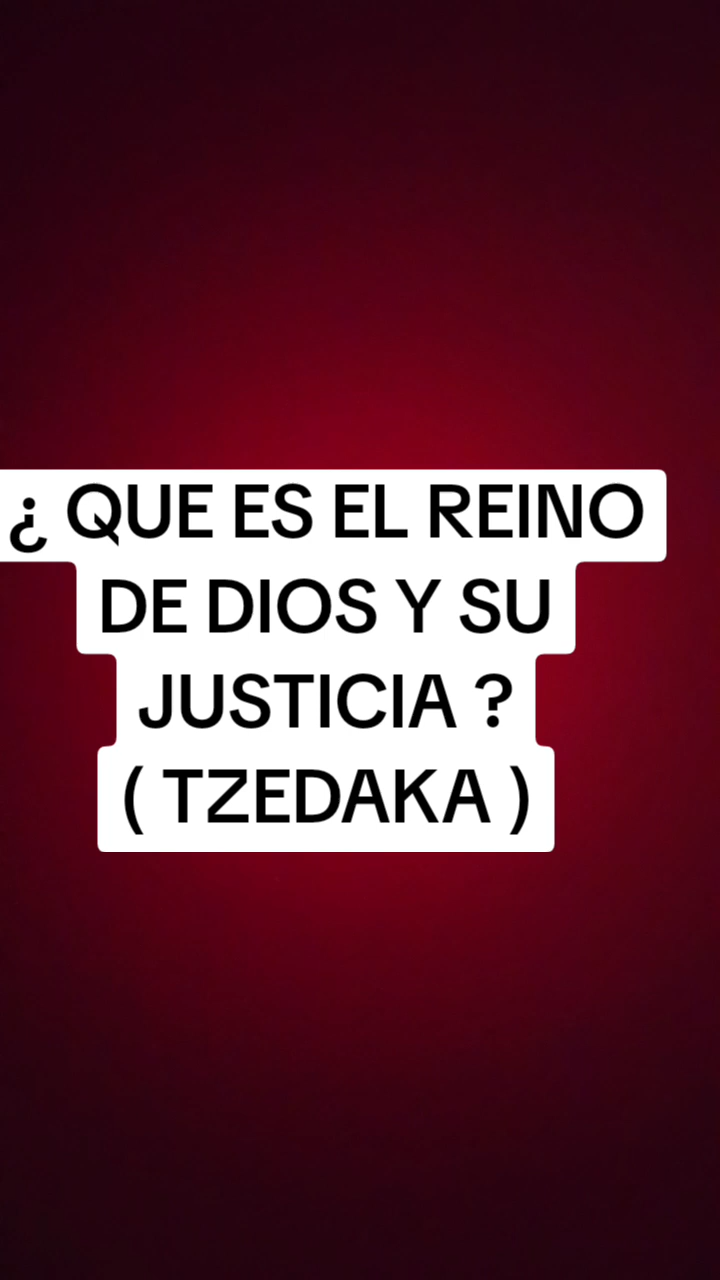 ¿ QUE ES EL REINO
DE DIOS Y SU
JUSTICIA ?
( TZEDAKA )